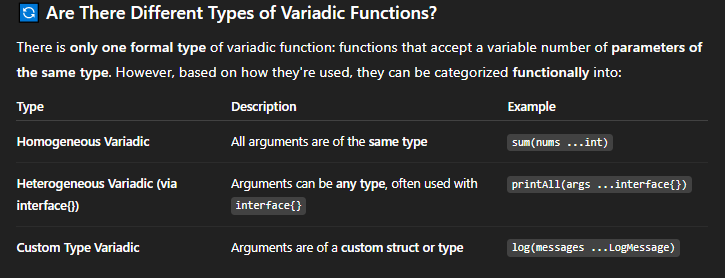 🔄 Are There Different Types of Variadic Functions?
There is only one formal type of variadic function: functions that accept a variable number of parameters of
the same type. However, based on how they're used, they can be categorized functionally into:
Type Description Example
Homogeneous Variadic All arguments are of the same type sum(nums ...int)
Heterogeneous Variadic (via Arguments can be any type, often used with printAll(args ...interface{})
interface{}) interface{}
Custom Type Variadic Arguments are of a custom struct or type log(messages ...LogMessage)